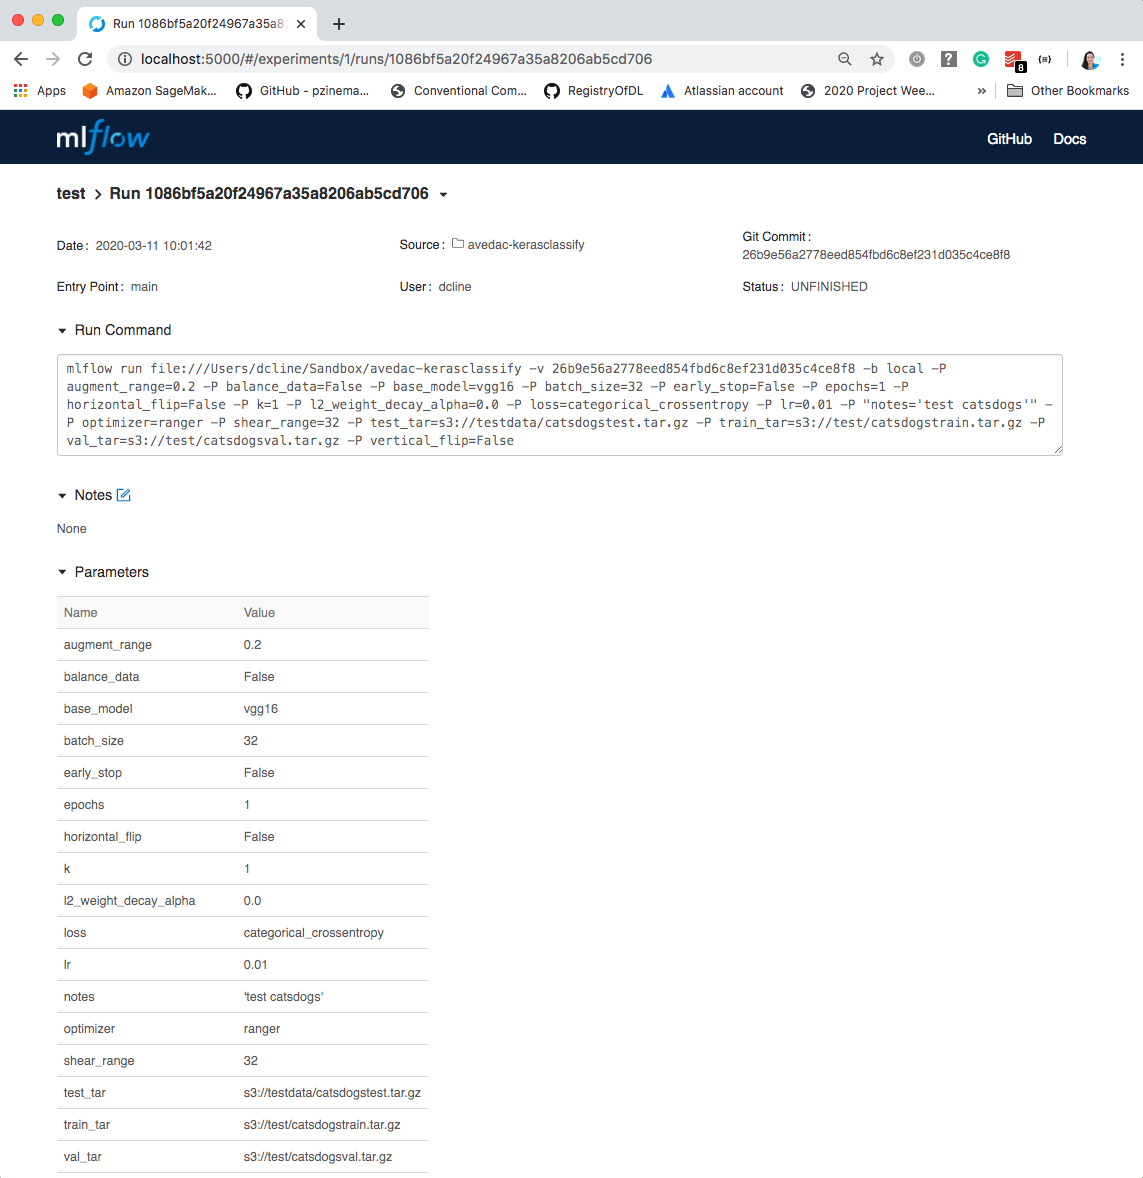 Run 1086bf5a20f24967a35a82
localhost:5000/#/experiments/1/runs/1086bf5a20f24967a35a8206ab5cd706
8
Apps Amazon SageMak... GitHub - pzinema... Conventional Com... RegistryOfDL Atlassian account 2020 Project Wee... » Other Bookmarks
mlflow GitHub Docs
test > Run 1086bf5a20f24967a35a8206ab5cd706
Date: 2020-03-11 10:01:42 Source: avedac-kerasclassify Git Commit:
26b9e56a2778eed854fbd6c8ef231d035c4ce8f8
Entry Point: main User: dcline Status: UNFINISHED
Run Command
mlflow run file:///Users/dcline/Sandbox/avedac-kerasclassify -v 26b9e56a2778eed854fbd6c8ef231d035c4ce8f8 -b local -P
augment_range=0.2 -P balance_data=False -P base_model=vgg16 -P batch_size=32 -P early_stop=False -P epochs=1 -P
horizontal_flip=False -P k=1 -P l2_weight_decay_alpha=0.0 -P loss=categorical_crossentropy -P lr=0.01 -P "notes='test catsdogs'" -
P optimizer=ranger -P shear_range=32 -P test_tar=s3://testdata/catsdogstest.tar.gz -P train_tar=s3://test/catsdogstrain.tar.gz -P
val_tar=s3://test/catsdogsval.tar.gz -P vertical_flip=False
Notes
None
Parameters
Name Value
augment_range 0.2
balance_data False
base_model vgg16
batch_size 32
early_stop False
epochs 1
horizontal_flip False
k 1
l2_weight_decay_alpha 0.0
loss categorical_crossentropy
lr 0.01
notes 'test catsdogs'
optimizer ranger
shear_range 32
test_tar s3://testdata/catsdogstest.tar.gz
train_tar s3://test/catsdogstrain.tar.gz
val_tar s3://test/catsdogsval.tar.gz